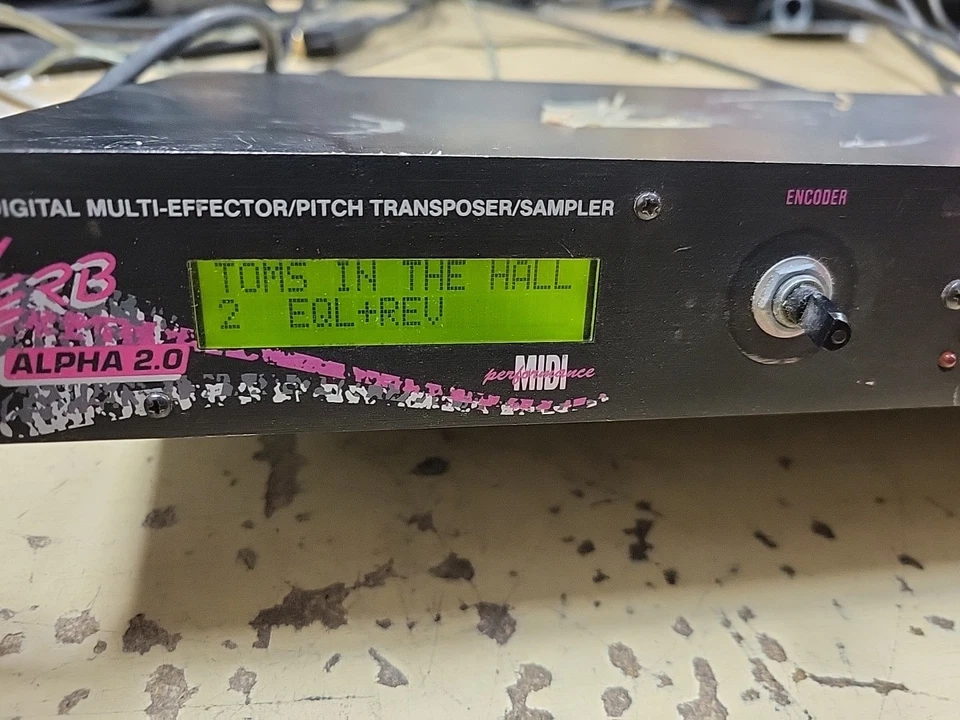 DIGITAL MULTI-EFFECTOR/PITCH TRANSPOSER/SAMPLER
ENCODER
TOMS IN THE HALL
2 EQL+REV
ERB
ALPHA 2.0
performance MIDI